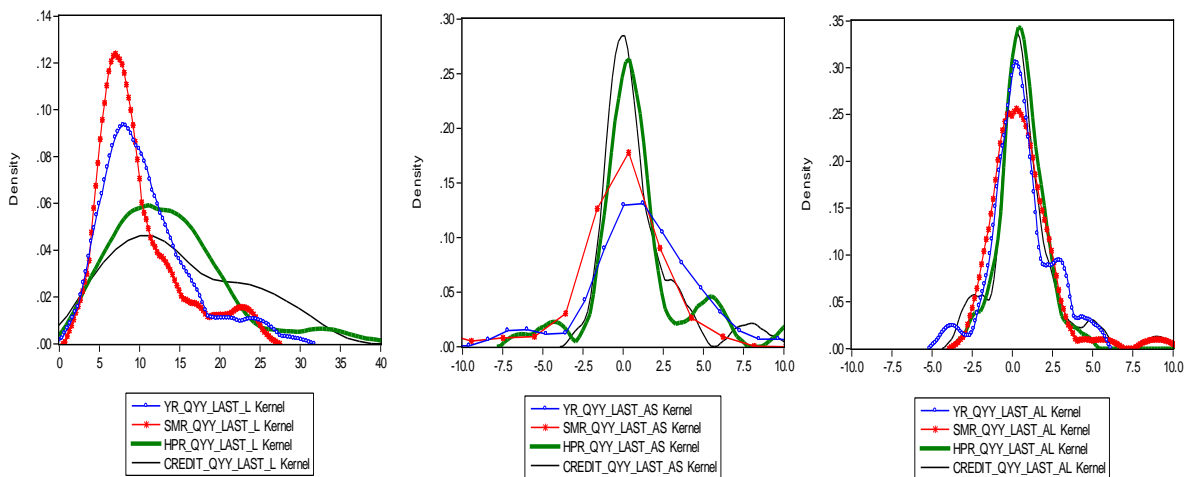 .14
.12
.10
.08
.06
.04
.02
.00
Density
0 5 10 15 20 25 30 35 40
YR_QYY_LAST_L Kernel
SMR_QYY_LAST_L Kernel
HPR_QYY_LAST_L Kernel
CREDIT_QYY_LAST_L Kernel
.30
.25
.20
.15
.10
.05
.00
Density
-10.0 -7.5 -5.0 -2.5 0.0 2.5 5.0 7.5 10.0
YR_QYY_LAST_AS Kernel
SMR_QYY_LAST_AS Kernel
HPR_QYY_LAST_AS Kernel
CREDIT_QYY_LAST_AS Kernel
.35
.30
.25
.20
.15
.10
.05
.00
Density
-10.0 -7.5 -5.0 -2.5 0.0 2.5 5.0 7.5 10.0
YR_QYY_LAST_AL Kernel
SMR_QYY_LAST_AL Kernel
HPR_QYY_LAST_AL Kernel
CREDIT_QYY_LAST_AL Kernel